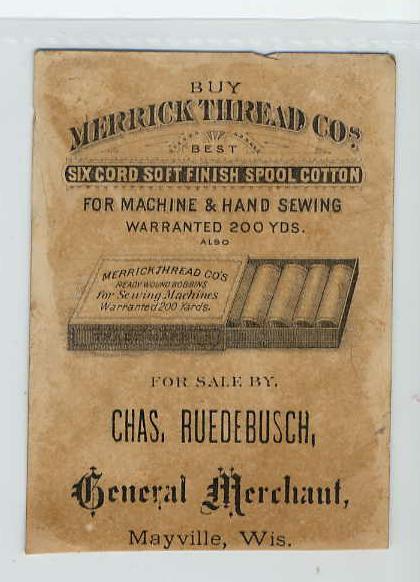 BUY
MERRICK THREAD CO'S
BEST
SIX CORD SOFT FINISH SPOOL COTTON
FOR MACHINE & HAND SEWING
WARRANTED 200 YDS.
ALSO
MERRICK THREAD CO'S
READY WOUND BOBBINS
for Sewing Machines
Warranted 200 Yards.
FOR SALE BY,
CHAS. RUEDEBUSCH,
General Merchant,
Mayville, Wis.